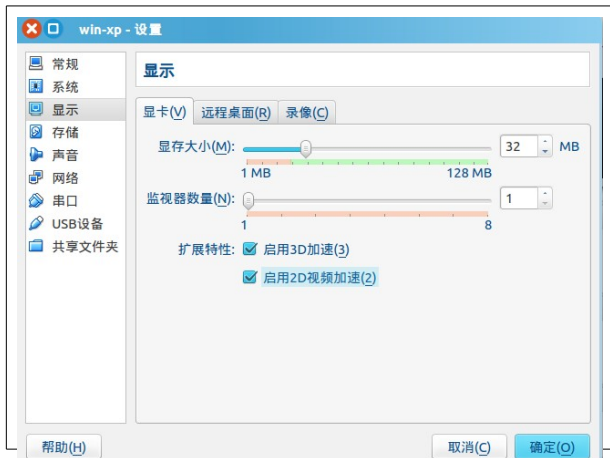 win-xp - 设置
常规
系统
显示
存储
声音
网络
串口
USB设备
共享文件夹
显示
显卡(V) 远程桌面(R) 录像(C)
显存大小(M): 32 MB
1 MB 128 MB
监视器数量(N): 1
1 8
扩展特性: 启用3D加速(3)
启用2D视频加速(2)
帮助(H) 取消(C) 确定(O)